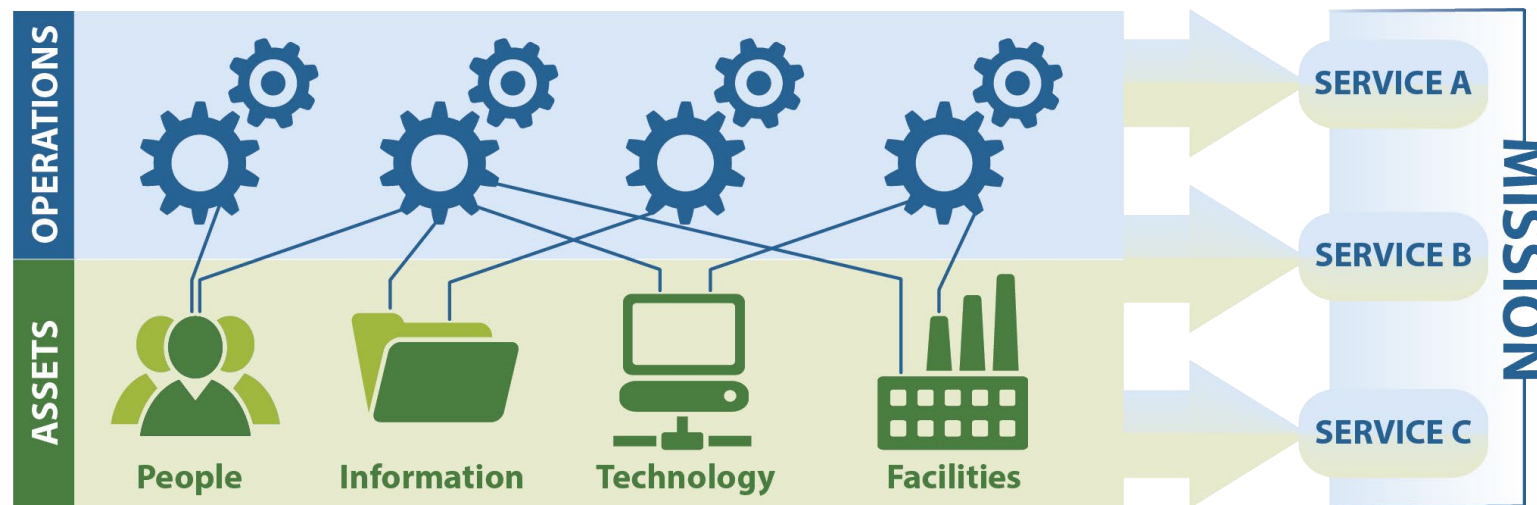 OPERATIONS
ASSETS
People
Information
Technology
Facilities
SERVICE A
SERVICE B
SERVICE C
MISSION